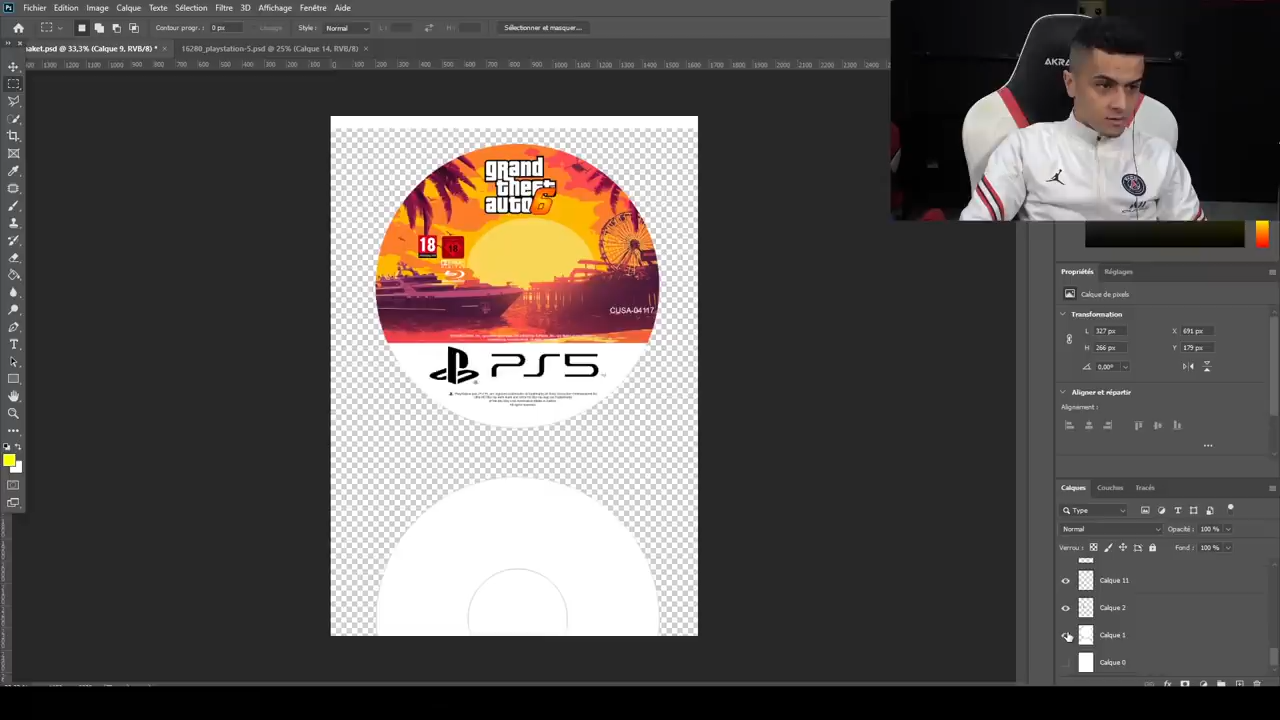 Fichier Edition Image Calque Texte Sélection Filtre 3D Affichage Fenêtre Aide
Contour progr. : 0 px Lissage Style : Normal Sélectionner et masquer...
aket.psd @ 33,3% (Calque 9, RVB/8) * × 16280_playstation-5.psd @ 25% (Calque 14, RVB/8) ×
AKRA
grand
theft
auto 6
18
18
CUSA-04117
PS5
Propriétés Réglages
Calque de pixels
Transformation
L 327 px X 691 px
H 266 px Y 179 px
0,00°
Aligner et répartir
Alignement :
Calques Couches Tracés
Type
Normal Opacité : 100 %
Verrou : Fond : 100 %
Calque 11
Calque 2
Calque 1
Calque 0